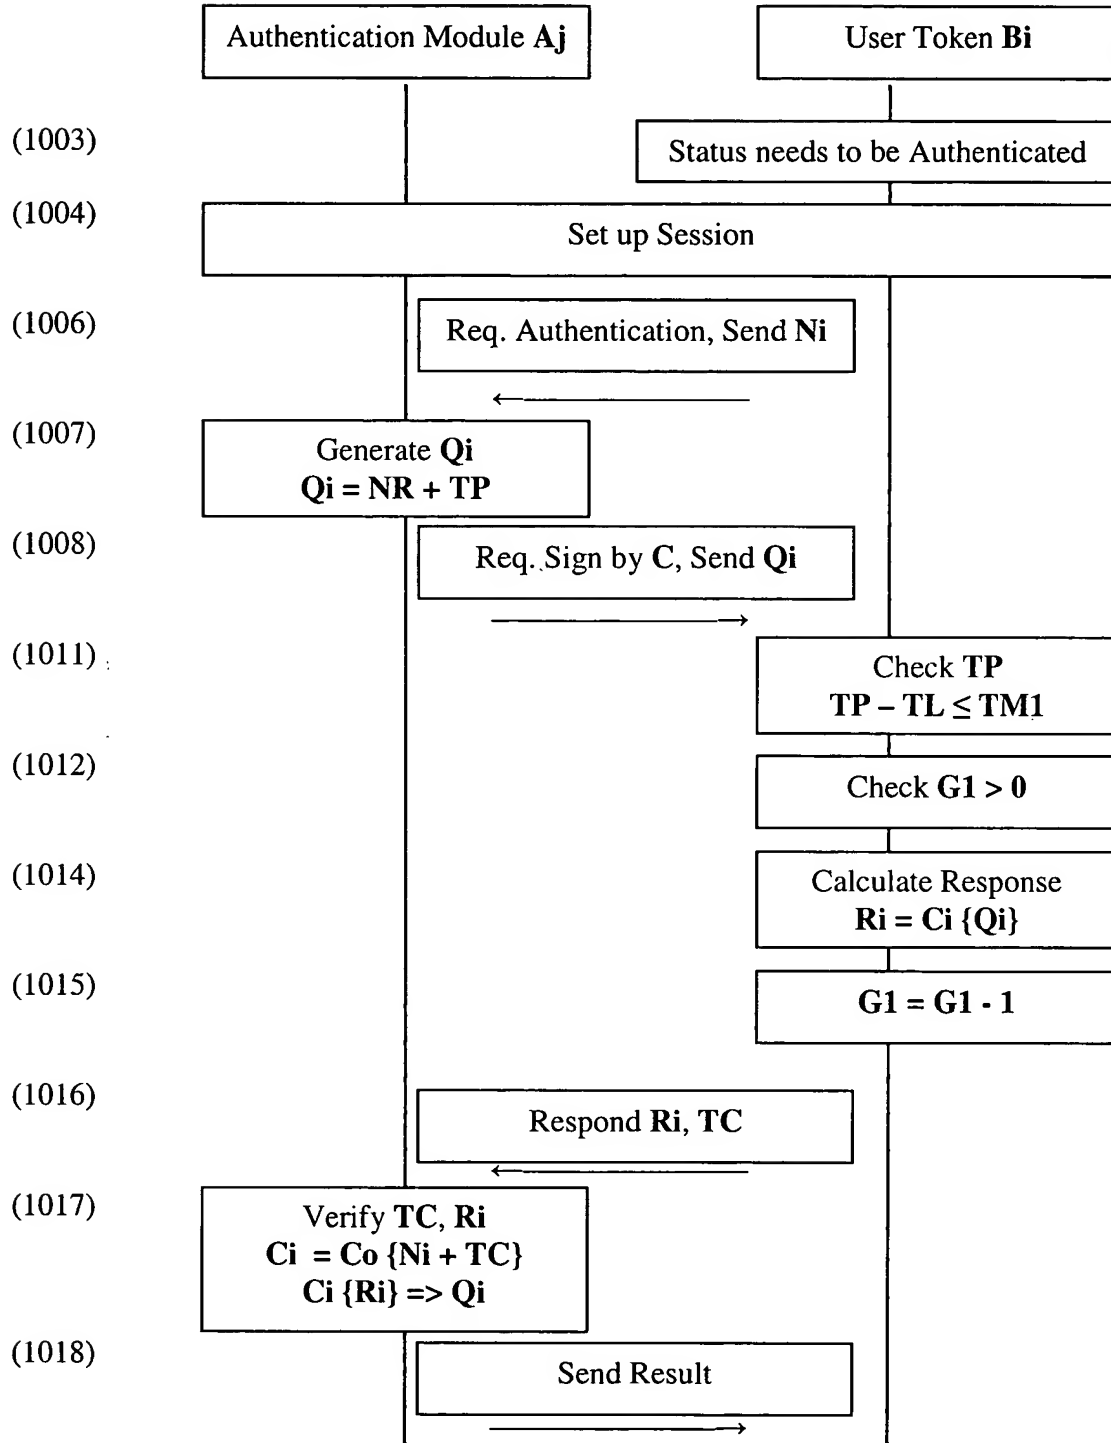 Authentication Module Aj
User Token Bi
(1003)
Status needs to be Authenticated
(1004)
Set up Session
(1006)
Req. Authentication, Send Ni
(1007)
Generate Qi
Qi = NR + TP
(1008)
Req. Sign by C, Send Qi
(1011)
Check TP
TP – TL ≤ TM1
(1012)
Check G1 > 0
(1014)
Calculate Response
Ri = Ci {Qi}
(1015)
G1 = G1 - 1
(1016)
Respond Ri, TC
(1017)
Verify TC, Ri
Ci = Co {Ni + TC}
Ci {Ri} => Qi
(1018)
Send Result